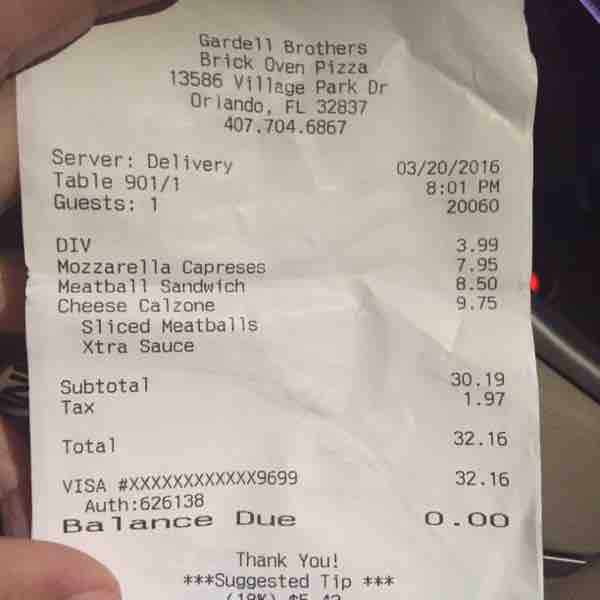 Gardell Brothers
Brick Oven Pizza
13586 Village Park Dr
Orlando, FL 32837
407.704.6867
Server: Delivery 03/20/2016
Table 901/1 8:01 PM
Guests: 1 20060
DIV 3.99
Mozzarella Capreses 7.95
Meatball Sandwich 8.50
Cheese Calzone 9.75
Sliced Meatballs
Xtra Sauce
Subtotal 30.19
Tax 1.97
Total 32.16
VISA #XXXXXXXXXXXX9699 32.16
Auth:626138
Balance Due 0.00
Thank You!
***Suggested Tip ***
(18%) $5.43